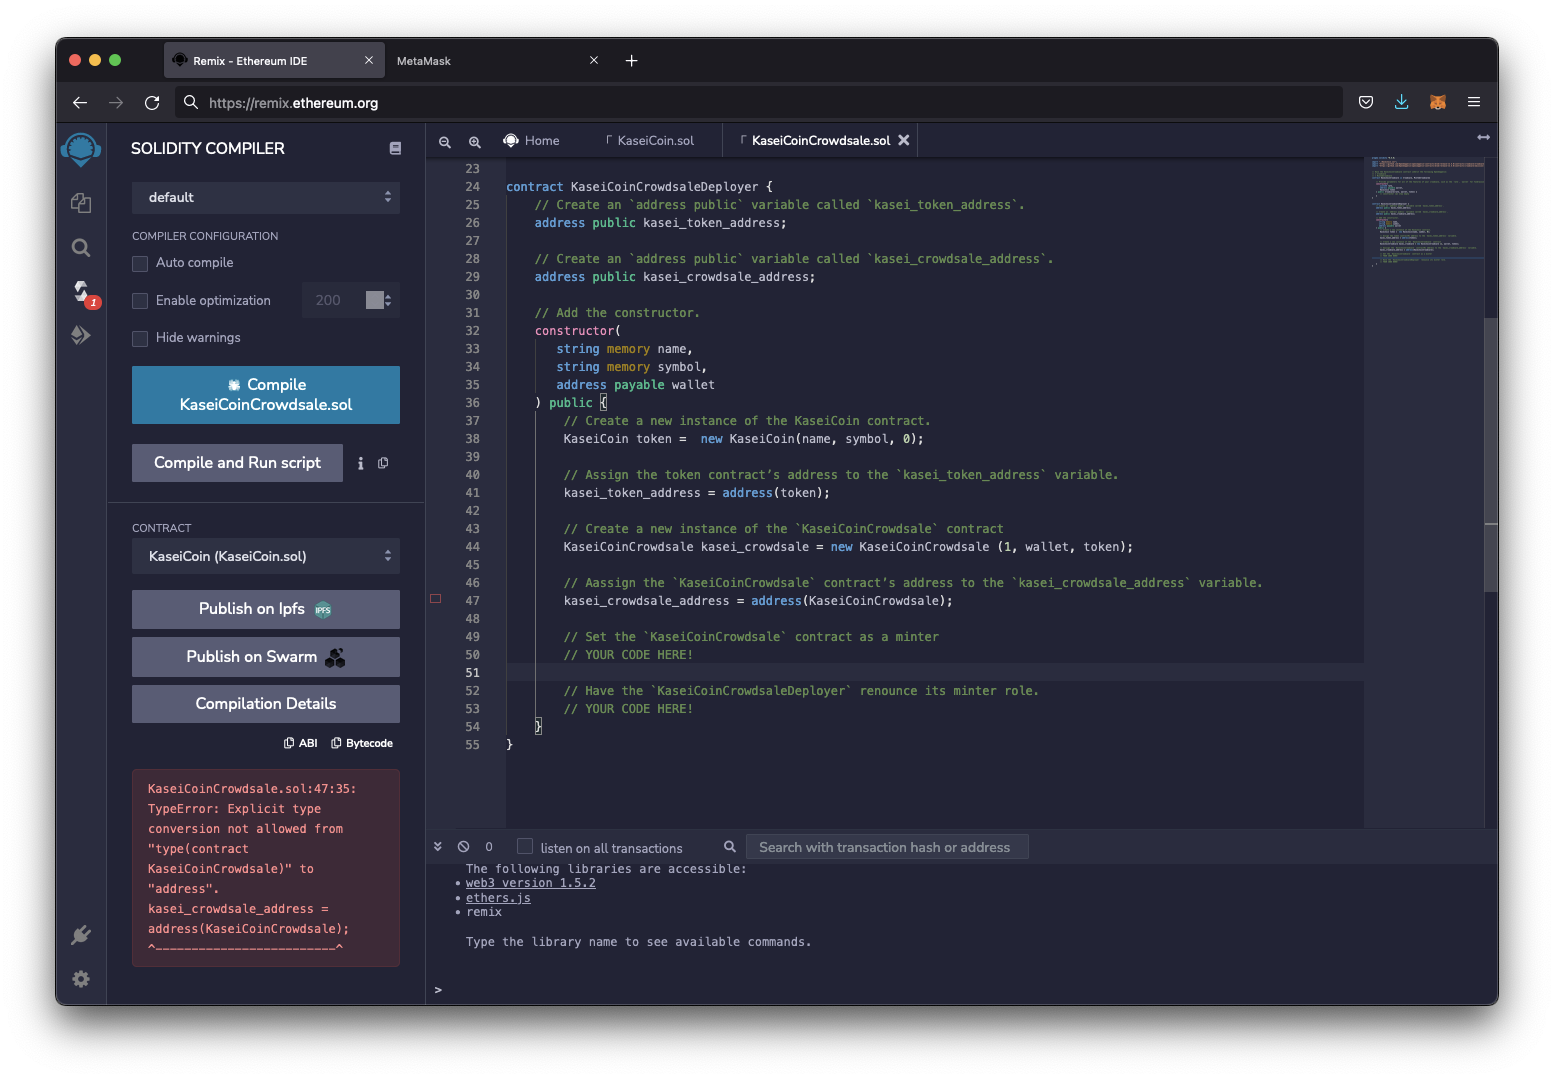 Remix - Ethereum IDE
MetaMask
https://remix.ethereum.org
SOLIDITY COMPILER
default
COMPILER CONFIGURATION
Auto compile
Enable optimization
200
Hide warnings
Compile
KaseiCoinCrowdsale.sol
Compile and Run script
CONTRACT
KaseiCoin (KaseiCoin.sol)
Publish on Ipfs
IPFS
Publish on Swarm
Compilation Details
ABI
Bytecode
1
KaseiCoinCrowdsale.sol:47:35:
TypeError: Explicit type
conversion not allowed from
"type(contract
KaseiCoinCrowdsale)" to
"address".
kasei_crowdsale_address =
address(KaseiCoinCrowdsale);
^-------------------------^
Home
KaseiCoin.sol
KaseiCoinCrowdsale.sol
23
24 contract KaseiCoinCrowdsaleDeployer {
25 // Create an `address public` variable called `kasei_token_address`.
26 address public kasei_token_address;
27
28 // Create an `address public` variable called `kasei_crowdsale_address`.
29 address public kasei_crowdsale_address;
30
31 // Add the constructor.
32 constructor(
33 string memory name,
34 string memory symbol,
35 address payable wallet
36 ) public {
37 // Create a new instance of the KaseiCoin contract.
38 KaseiCoin token =  new KaseiCoin(name, symbol, 0);
39
40 // Assign the token contract’s address to the `kasei_token_address` variable.
41 kasei_token_address = address(token);
42
43 // Create a new instance of the `KaseiCoinCrowdsale` contract
44 KaseiCoinCrowdsale kasei_crowdsale = new KaseiCoinCrowdsale (1, wallet, token);
45
46 // Aassign the `KaseiCoinCrowdsale` contract’s address to the `kasei_crowdsale_address` variable.
47 kasei_crowdsale_address = address(KaseiCoinCrowdsale);
48
49 // Set the `KaseiCoinCrowdsale` contract as a minter
50 // YOUR CODE HERE!
51
52 // Have the `KaseiCoinCrowdsaleDeployer` renounce its minter role.
53 // YOUR CODE HERE!
54 }
55 }
0
listen on all transactions
Search with transaction hash or address
The following libraries are accessible:
• web3 version 1.5.2
• ethers.js
• remix
Type the library name to see available commands.
>